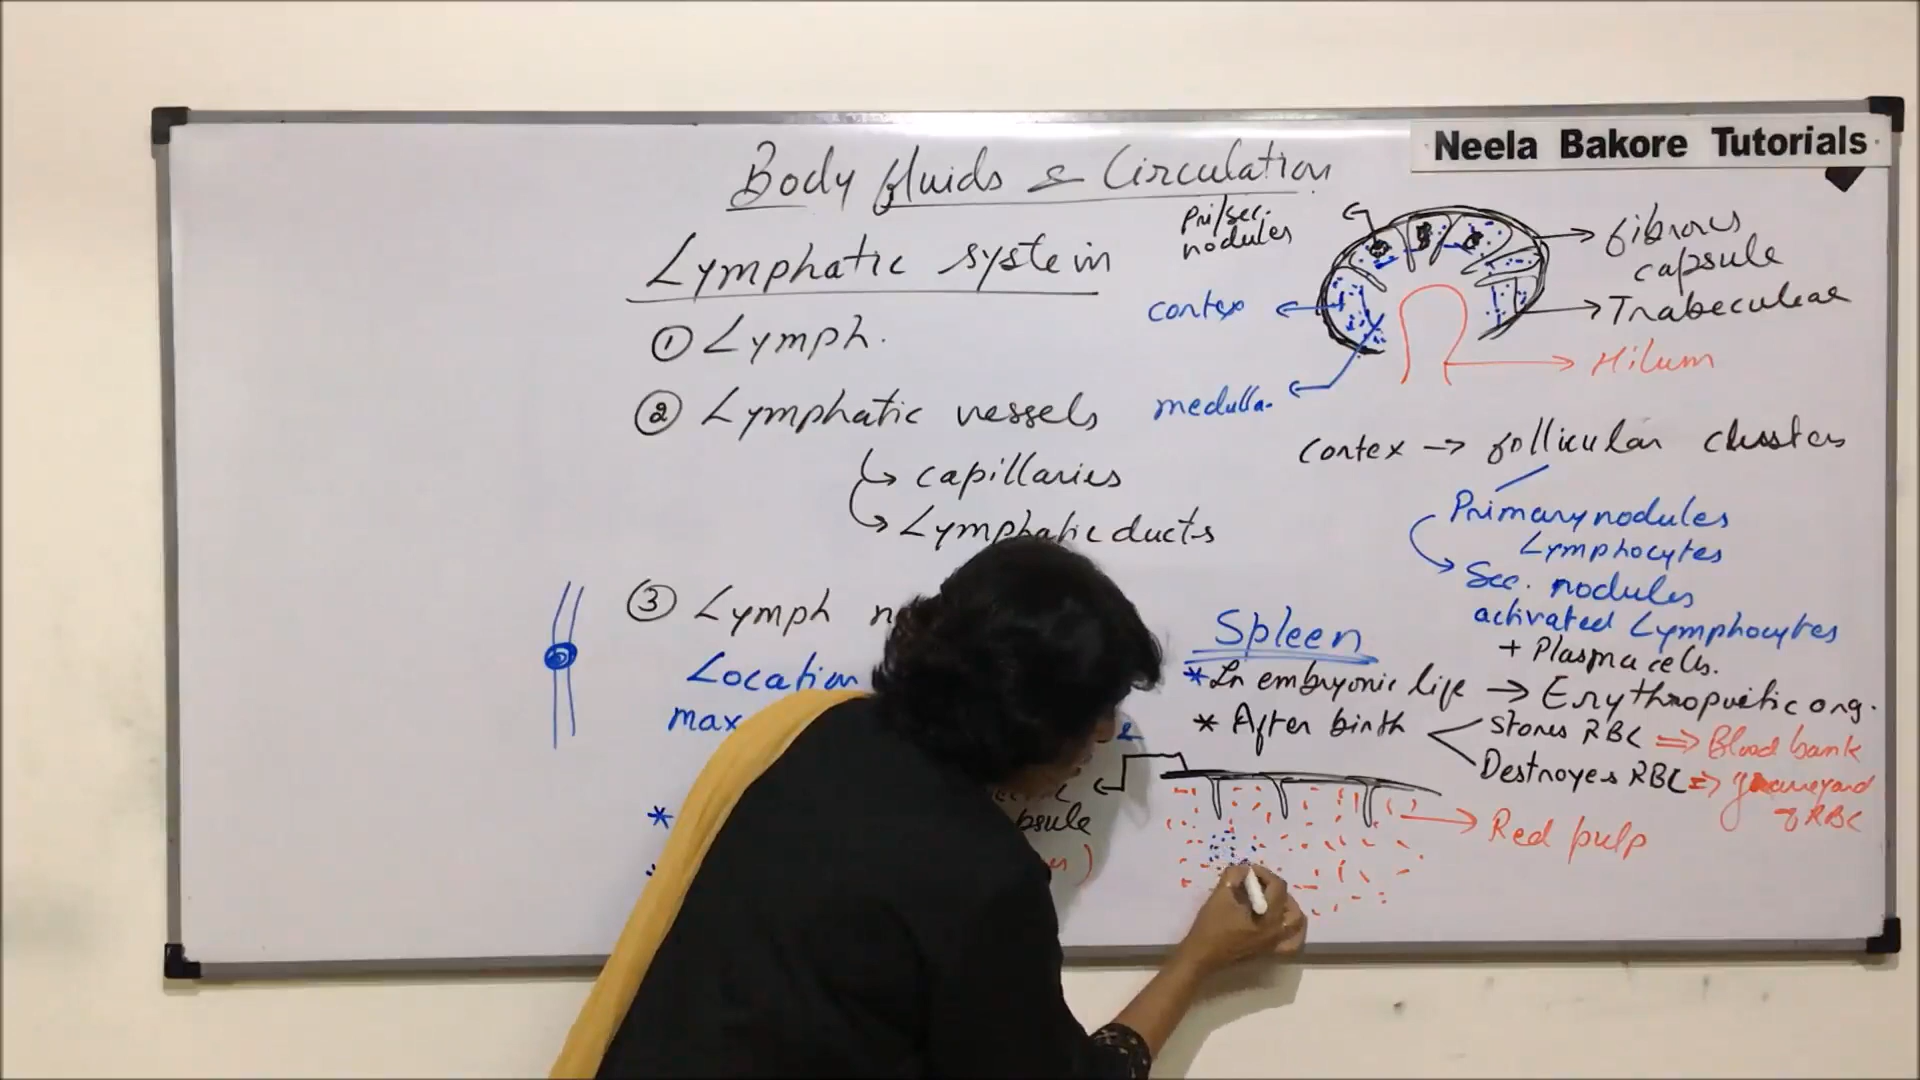 Neela Bakore Tutorials
Body fluids & Circulation
Lymphatic system
① Lymph.
② Lymphatic vessels
↳ capillaries
↳ Lymphatic ducts
③ Lymph
Location
max
*
pri/sec.
nodules
cortex
medulla.
fibrous
capsule
Trabeculeae
Hilum
cortex → follicular clusters
Primary nodules
Lymphocytes
Sec. nodules
activated Lymphocytes
+ Plasma cells.
Spleen
* In embryonic life → Erythropoetic org.
* After birth
Stores RBC ⇒ Blood bank
Destroyes RBC ⇒ graveyard
of RBC
Red pulp